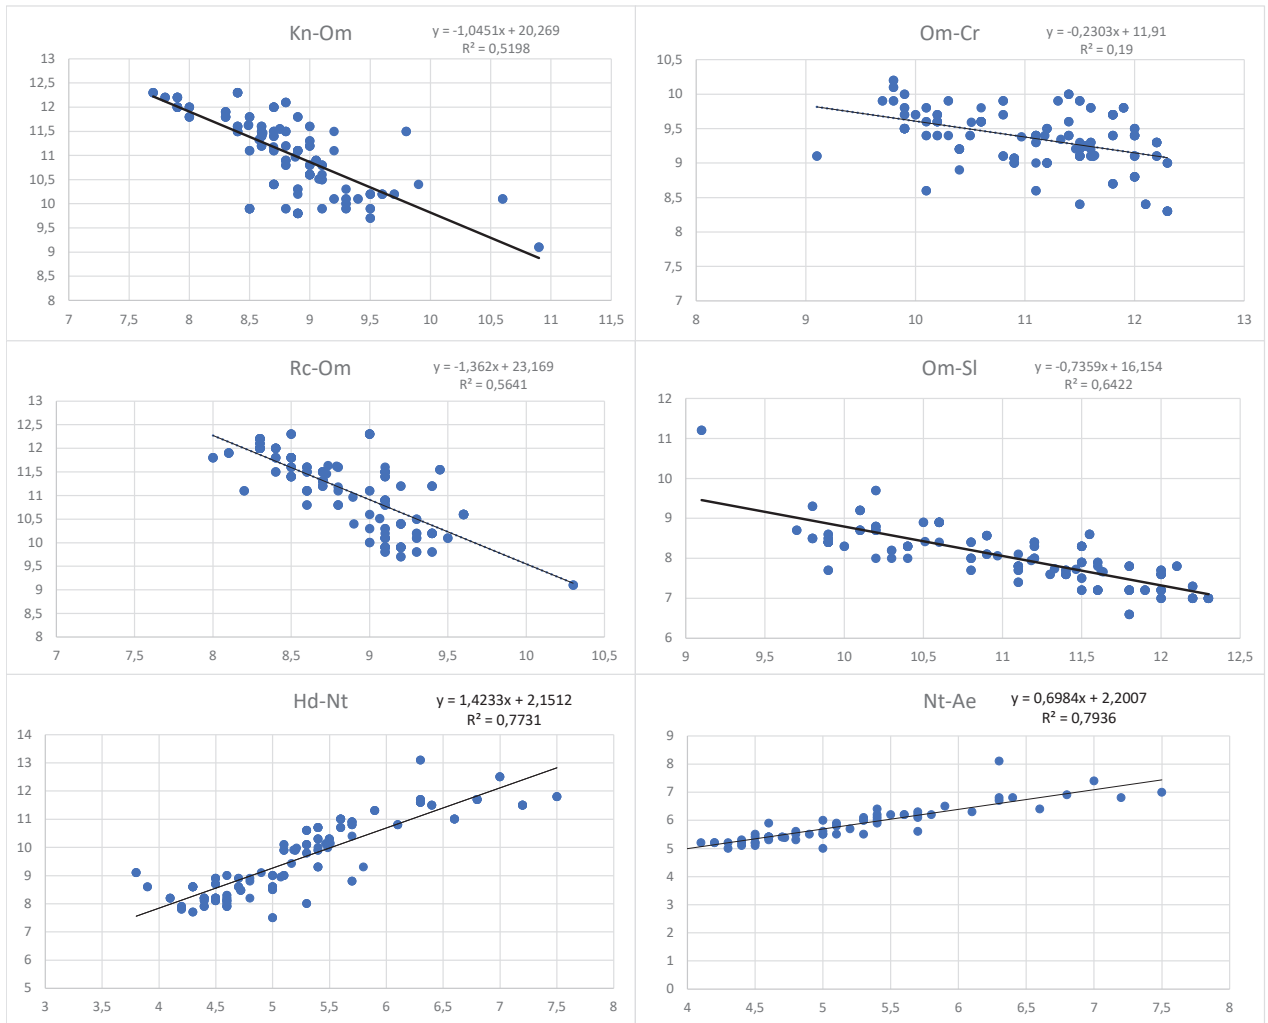 Kn-Om
y = -1,0451x + 20,269
R² = 0,5198
13
12,5
12
11,5
11
10,5
10
9,5
9
8,5
8
7 7,5 8 8,5 9 9,5 10 10,5 11 11,5
Om-Cr
y = -0,2303x + 11,91
R² = 0,19
10,5
10
9,5
9
8,5
8
7,5
7
8 9 10 11 12 13
Rc-Om
y = -1,362x + 23,169
R² = 0,5641
13
12,5
12
11,5
11
10,5
10
9,5
9
8,5
8
7 7,5 8 8,5 9 9,5 10 10,5
Om-Sl
y = -0,7359x + 16,154
R² = 0,6422
12
11
10
9
8
7
6
9 9,5 10 10,5 11 11,5 12 12,5
Hd-Nt
y = 1,4233x + 2,1512
R² = 0,7731
14
13
12
11
10
9
8
7
6
5
3 3,5 4 4,5 5 5,5 6 6,5 7 7,5 8
Nt-Ae
y = 0,6984x + 2,2007
R² = 0,7936
9
8
7
6
5
4
3
2
1
0
4 4,5 5 5,5 6 6,5 7 7,5 8